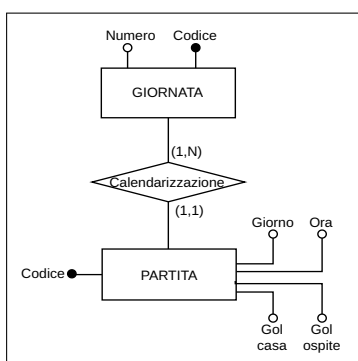 Numero Codice
GIORNATA
(1,N)
Calendarizzazione
(1,1)
Giorno Ora
Codice PARTITA
Gol Gol
casa ospite